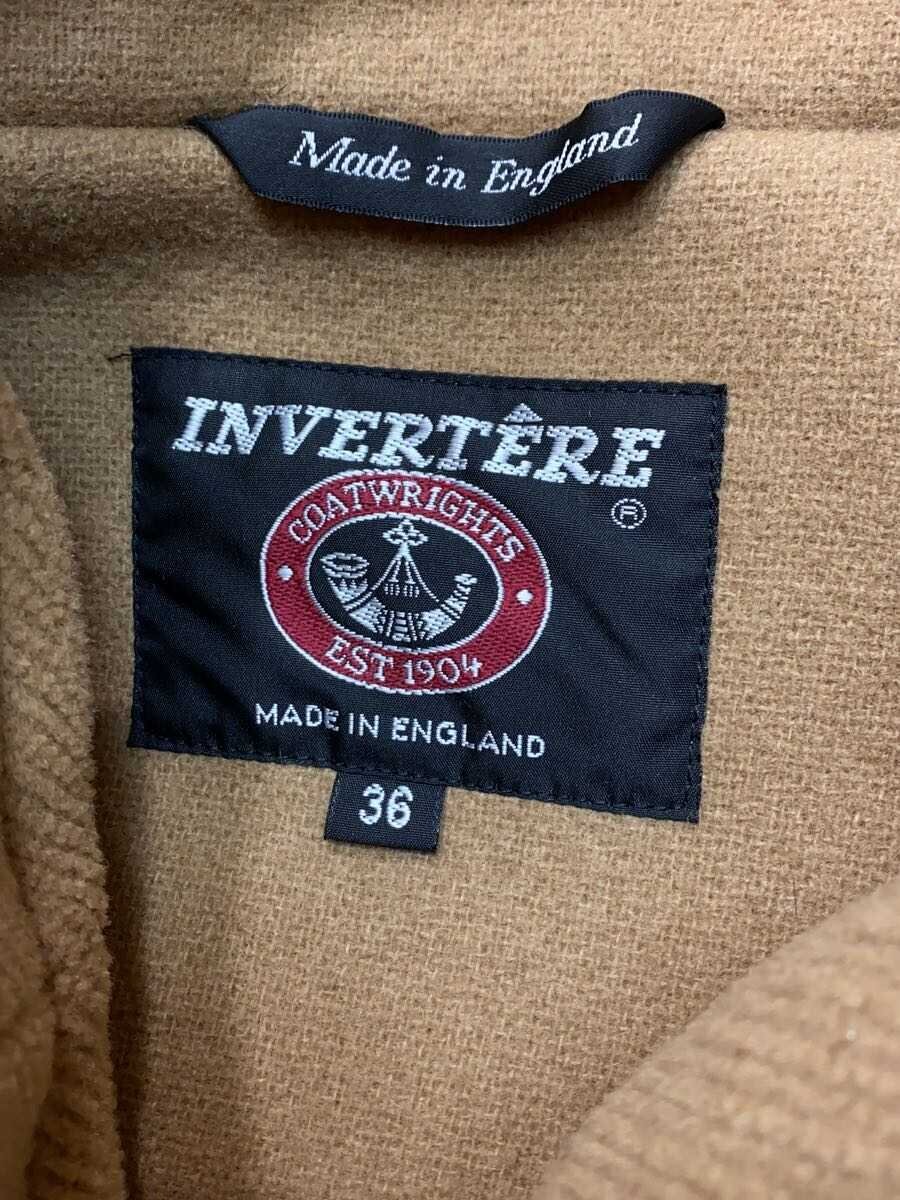 Made in England
INVERTÊRE
®
COATWRIGHTS
EST 1904
MADE IN ENGLAND
36